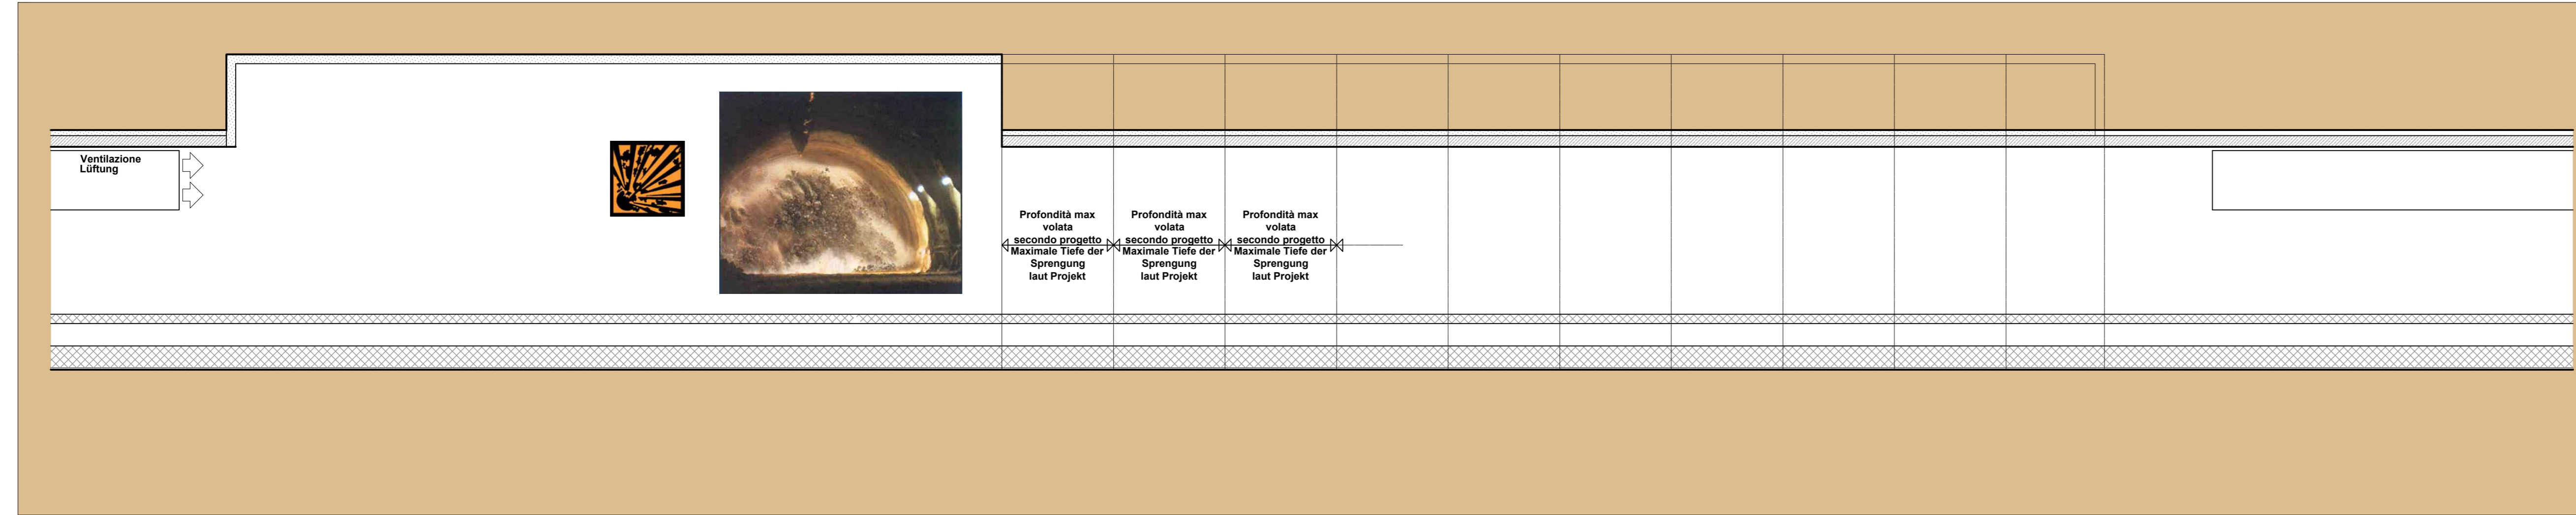 Ventilazione
Lüftung
Profondità max
volata
secondo progetto
Maximale Tiefe der
Sprengung
laut Projekt
Profondità max
volata
secondo progetto
Maximale Tiefe der
Sprengung
laut Projekt
Profondità max
volata
secondo progetto
Maximale Tiefe der
Sprengung
laut Projekt